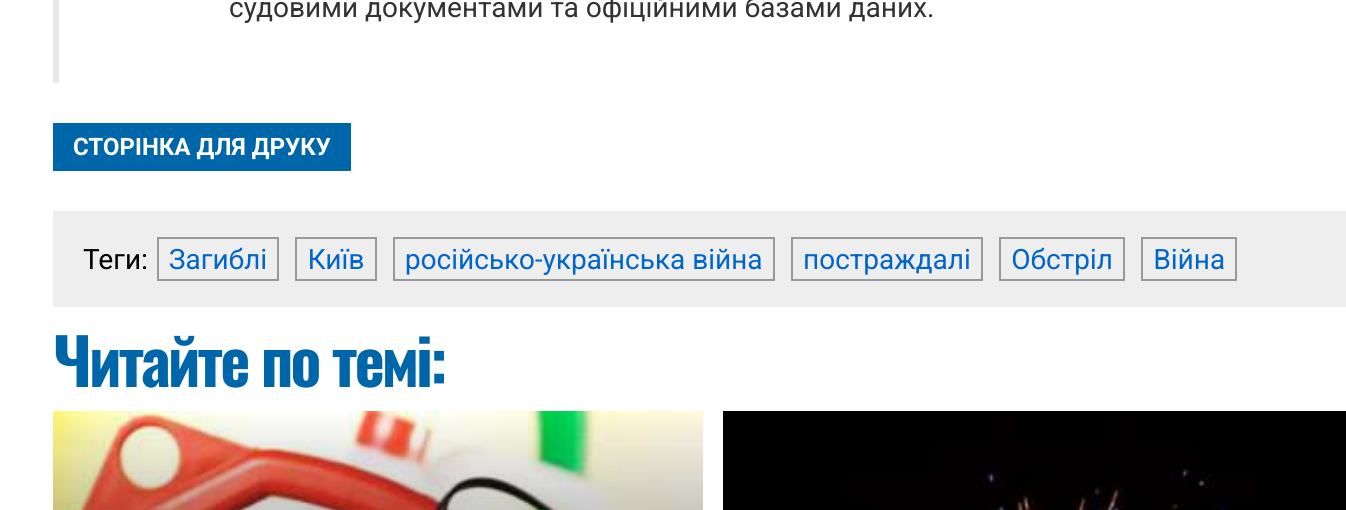 судовими документами та офіційними базами даних.
СТОРІНКА ДЛЯ ДРУКУ
Теги: Загиблі Київ російсько-українська війна постраждалі Обстріл Війна
Читайте по темі: